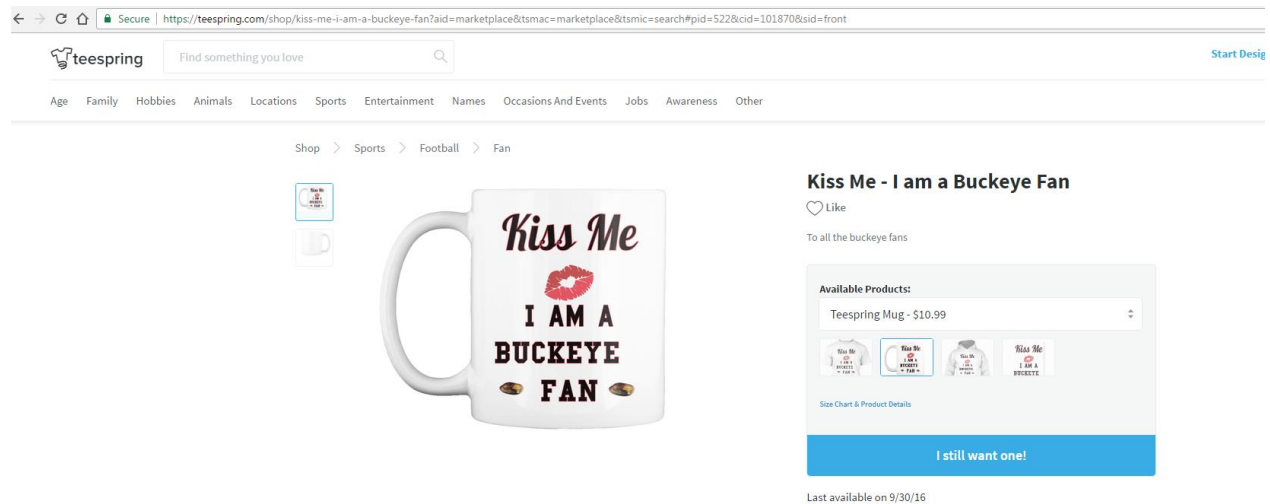 Secure | https://teespring.com/shop/kiss-me-i-am-a-buckeye-fan?aid=marketplace&tsmac=marketplace&tsmic=search#pid=522&cid=101870&sid=front
teespring
Find something you love
Start Desig
Age Family Hobbies Animals Locations Sports Entertainment Names Occasions And Events Jobs Awareness Other
Shop > Sports > Football > Fan
Kiss Me
I AM A
BUCKEYE
FAN
Kiss Me - I am a Buckeye Fan
Like
To all the buckeye fans
Available Products:
Teespring Mug - $10.99
Kiss Me
I AM A
BUCKEYE
Size Chart & Product Details
I still want one!
Last available on 9/30/16